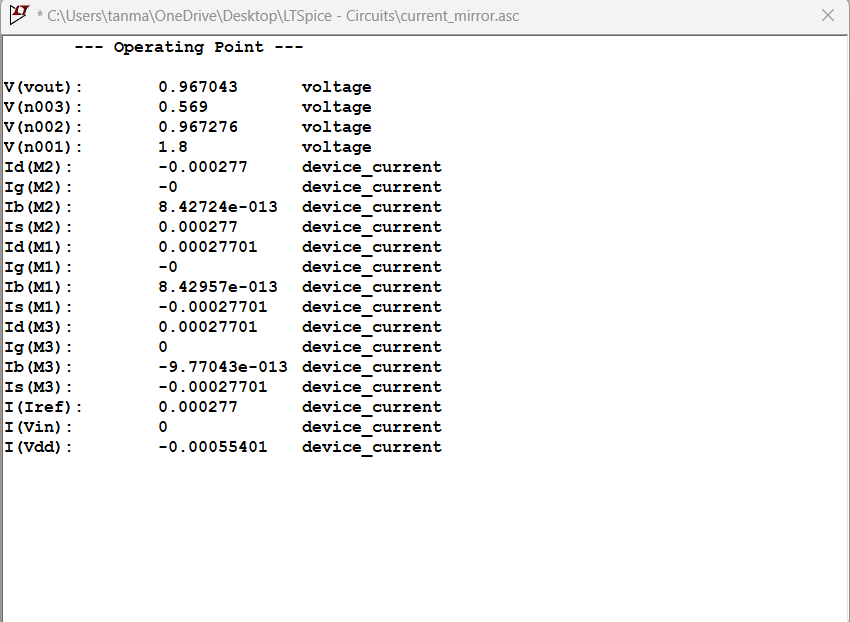 * C:\Users\tanma\OneDrive\Desktop\LTSpice - Circuits\current_mirror.asc
--- Operating Point ---
V(vout): 0.967043 voltage
V(n003): 0.569 voltage
V(n002): 0.967276 voltage
V(n001): 1.8 voltage
Id(M2): -0.000277 device_current
Ig(M2): -0 device_current
Ib(M2): 8.42724e-013 device_current
Is(M2): 0.000277 device_current
Id(M1): 0.00027701 device_current
Ig(M1): -0 device_current
Ib(M1): 8.42957e-013 device_current
Is(M1): -0.00027701 device_current
Id(M3): 0.00027701 device_current
Ig(M3): 0 device_current
Ib(M3): -9.77043e-013 device_current
Is(M3): -0.00027701 device_current
I(Iref): 0.000277 device_current
I(Vin): 0 device_current
I(Vdd): -0.00055401 device_current